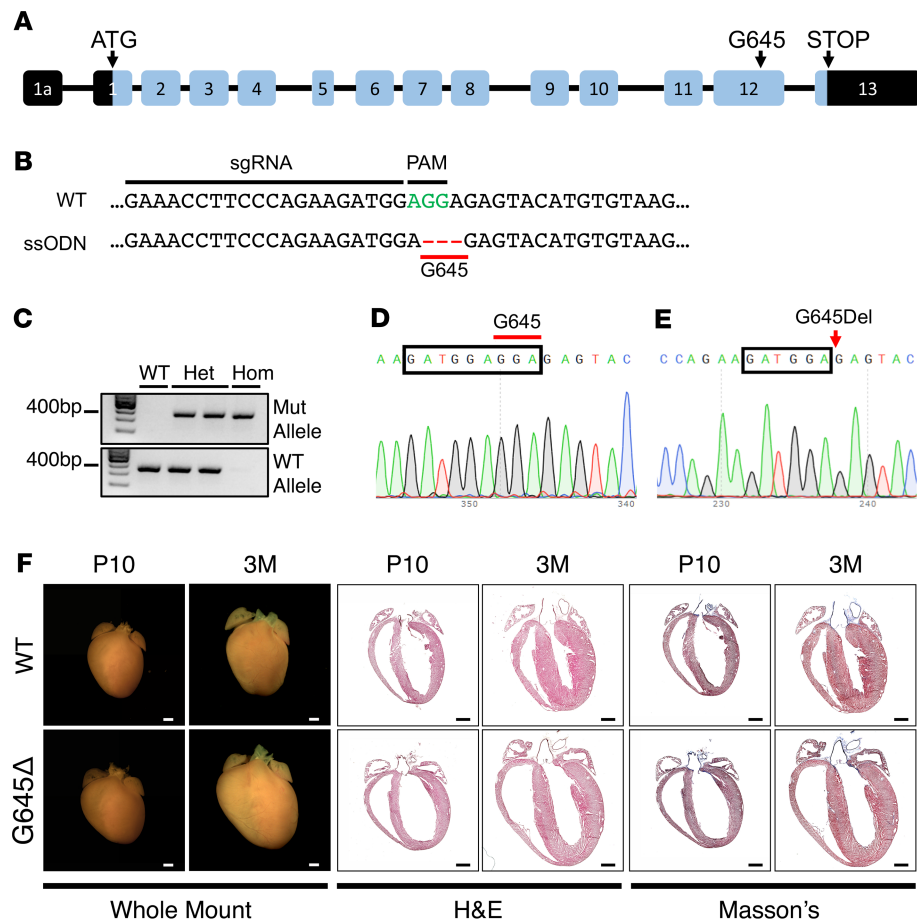 A
ATG G645 STOP
1a 1 2 3 4 5 6 7 8 9 10 11 12 13
B
sgRNA PAM
WT ...GAAACCTTCCCAGAAGATGGAGGAGAGTACATGTGTAAG...
ssODN ...GAAACCTTCCCAGAAGATGGA---GAGTACATGTGTAAG...
G645
C
WT Het Hom
400bp Mut
Allele
400bp WT
Allele
D
G645
A A G A T G G A G G A G A G T A C
350 340
E
G645Del
C C A G A A G A T G G A G A G T A C
230 240
F
P10 3M P10 3M P10 3M
WT
G645Δ
Whole Mount H&E Masson's